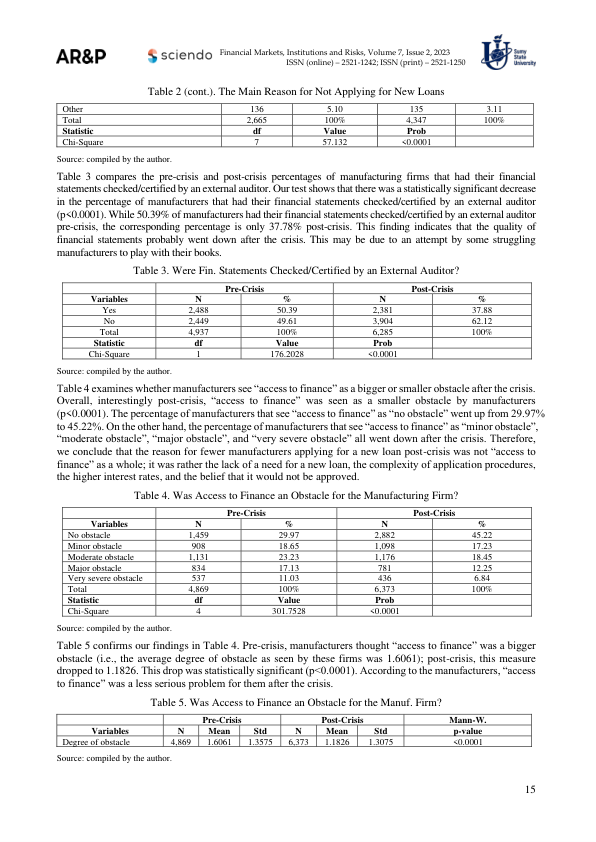 AR&P
sciendo
Financial Markets, Institutions and Risks, Volume 7, Issue 2, 2023
ISSN (online) – 2521-1242; ISSN (print) – 2521-1250
Sumy
State
University
Table 2 (cont.). The Main Reason for Not Applying for New Loans
Other 136 5.10 135 3.11
Total 2,665 100% 4,347 100%
Statistic df Value Prob
Chi-Square 7 57.132 <0.0001
Source: compiled by the author.
Table 3 compares the pre-crisis and post-crisis percentages of manufacturing firms that had their financial
statements checked/certified by an external auditor. Our test shows that there was a statistically significant decrease
in the percentage of manufacturers that had their financial statements checked/certified by an external auditor
(p<0.0001). While 50.39% of manufacturers had their financial statements checked/certified by an external auditor
pre-crisis, the corresponding percentage is only 37.78% post-crisis. This finding indicates that the quality of
financial statements probably went down after the crisis. This may be due to an attempt by some struggling
manufacturers to play with their books.
Table 3. Were Fin. Statements Checked/Certified by an External Auditor?
Pre-Crisis Post-Crisis
Variables N % N %
Yes 2,488 50.39 2,381 37.88
No 2,449 49.61 3,904 62.12
Total 4,937 100% 6,285 100%
Statistic df Value Prob
Chi-Square 1 176.2028 <0.0001
Source: compiled by the author.
Table 4 examines whether manufacturers see “access to finance” as a bigger or smaller obstacle after the crisis.
Overall, interestingly post-crisis, “access to finance” was seen as a smaller obstacle by manufacturers
(p<0.0001). The percentage of manufacturers that see “access to finance” as “no obstacle” went up from 29.97%
to 45.22%. On the other hand, the percentage of manufacturers that see “access to finance” as “minor obstacle”,
“moderate obstacle”, “major obstacle”, and “very severe obstacle” all went down after the crisis. Therefore,
we conclude that the reason for fewer manufacturers applying for a new loan post-crisis was not “access to
finance” as a whole; it was rather the lack of a need for a new loan, the complexity of application procedures,
the higher interest rates, and the belief that it would not be approved.
Table 4. Was Access to Finance an Obstacle for the Manufacturing Firm?
Pre-Crisis Post-Crisis
Variables N % N %
No obstacle 1,459 29.97 2,882 45.22
Minor obstacle 908 18.65 1,098 17.23
Moderate obstacle 1,131 23.23 1,176 18.45
Major obstacle 834 17.13 781 12.25
Very severe obstacle 537 11.03 436 6.84
Total 4,869 100% 6,373 100%
Statistic df Value Prob
Chi-Square 4 301.7528 <0.0001
Source: compiled by the author.
Table 5 confirms our findings in Table 4. Pre-crisis, manufacturers thought “access to finance” was a bigger
obstacle (i.e., the average degree of obstacle as seen by these firms was 1.6061); post-crisis, this measure
dropped to 1.1826. This drop was statistically significant (p<0.0001). According to the manufacturers, “access
to finance” was a less serious problem for them after the crisis.
Table 5. Was Access to Finance an Obstacle for the Manuf. Firm?
Pre-Crisis Post-Crisis Mann-W.
Variables N Mean Std N Mean Std p-value
Degree of obstacle 4,869 1.6061 1.3575 6,373 1.1826 1.3075 <0.0001
Source: compiled by the author.
15